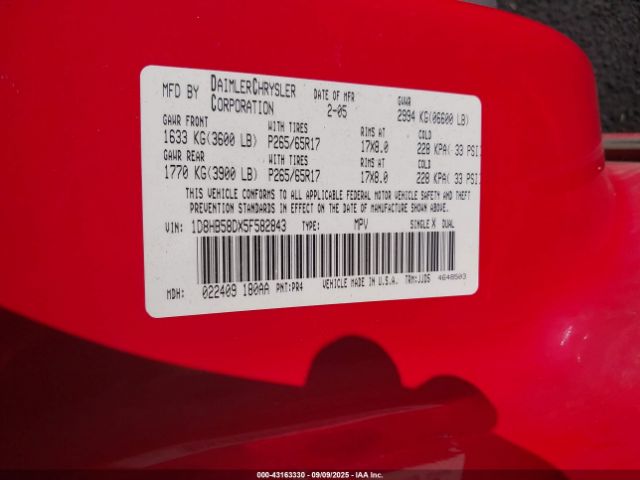 MFD BY DAIMLERCHRYSLER CORPORATION DATE OF MFR 2-05 GVWR 2994 KG(06600 LB)
GAWR FRONT WITH TIRES RIMS AT COLD
1633 KG(3600 LB) P265/65R17 17X8.0 228 KPA( 33 PSI)
GAWR REAR WITH TIRES RIMS AT COLD
1770 KG(3900 LB) P265/65R17 17X8.0 228 KPA( 33 PSI)
THIS VEHICLE CONFORMS TO ALL APPLICABLE FEDERAL MOTOR VEHICLE SAFETY AND THEFT
PREVENTION STANDARDS IN EFFECT ON THE DATE OF MANUFACTURE SHOWN ABOVE.
VIN: 1D8HB58DX5F582843 TYPE: MPV SINGLE X DUAL
MDH: 022409 180AA PNT:PR4 VEHICLE MADE IN U.S.A. TRM:JJD5 4648503
000-43163330 - 09/09/2025 - IAA Inc.